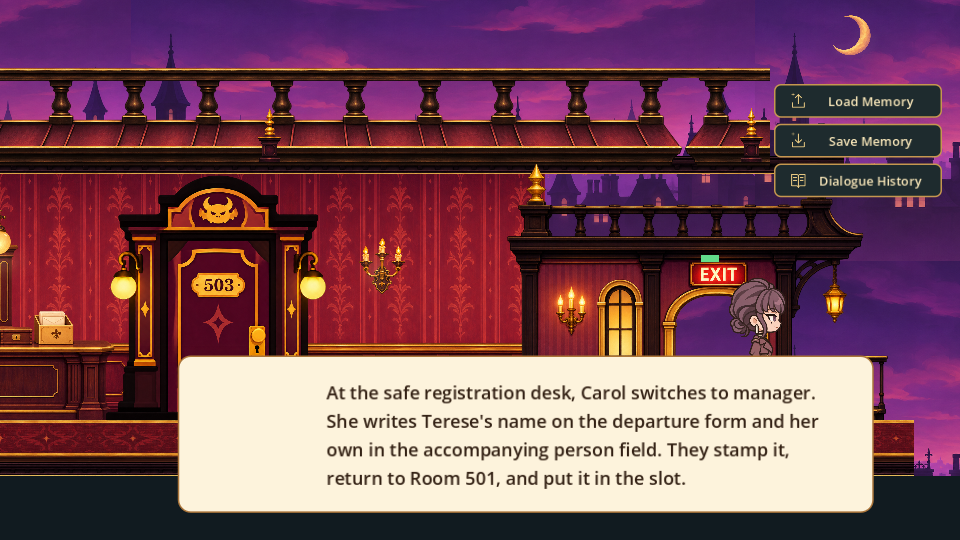 Load Memory
Save Memory
Dialogue History
503
EXIT
At the safe registration desk, Carol switches to manager.
She writes Terese's name on the departure form and her
own in the accompanying person field. They stamp it,
return to Room 501, and put it in the slot.